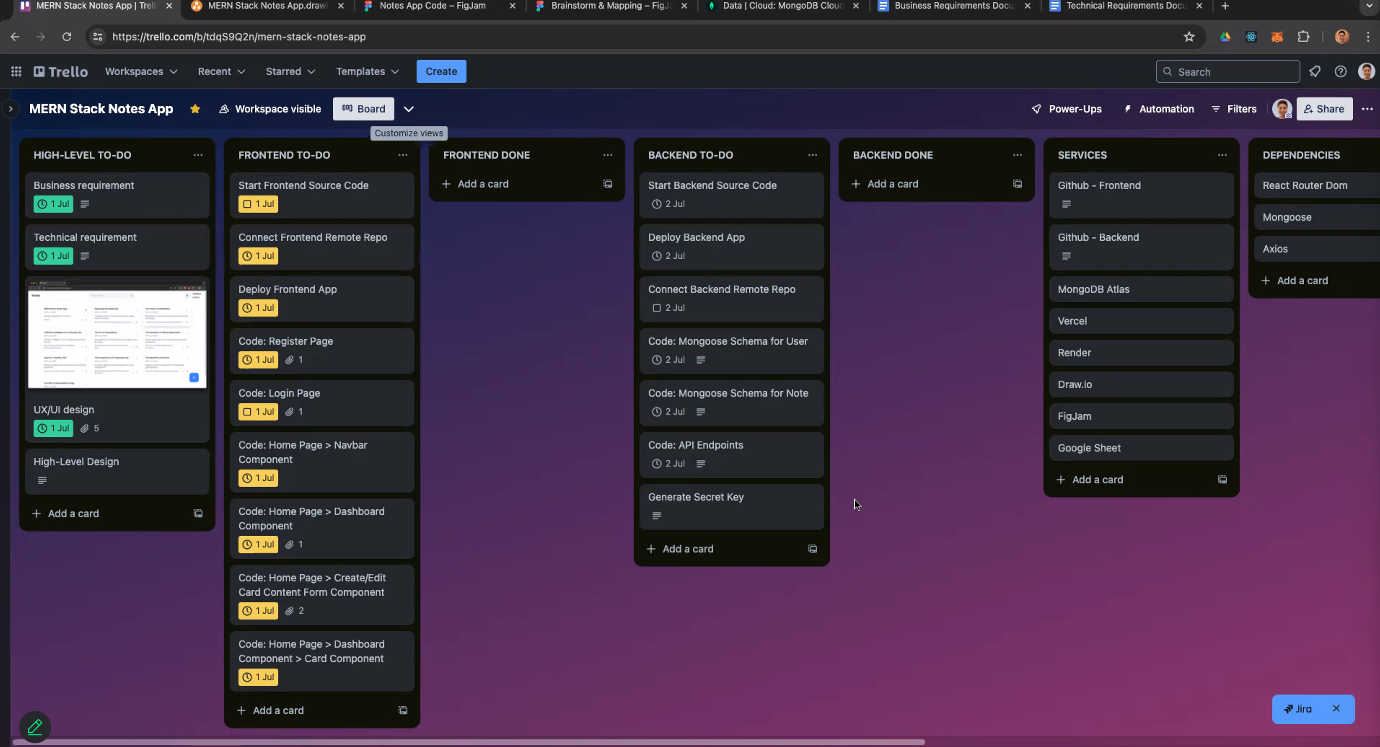 MERN Stack Notes App | Trell
MERN Stack Notes App.drawi
Notes App Code – FigJam
Brainstorm & Mapping – FigJa
Data | Cloud: MongoDB Cloud
Business Requirements Docun
Technical Requirements Docu
https://trello.com/b/tdqS9Q2n/mern-stack-notes-app
Trello
Workspaces
Recent
Starred
Templates
Create
Search
MERN Stack Notes App
Workspace visible
Board
Power-Ups
Automation
Filters
Share
Customize views
HIGH-LEVEL TO-DO
Business requirement
1 Jul
Technical requirement
1 Jul
UX/UI design
1 Jul 5
High-Level Design
Add a card
FRONTEND TO-DO
Start Frontend Source Code
1 Jul
Connect Frontend Remote Repo
1 Jul
Deploy Frontend App
1 Jul
Code: Register Page
1 Jul 1
Code: Login Page
1 Jul 1
Code: Home Page > Navbar
Component
1 Jul
Code: Home Page > Dashboard
Component
1 Jul 1
Code: Home Page > Create/Edit
Card Content Form Component
1 Jul 2
Code: Home Page > Dashboard
Component > Card Component
1 Jul
Add a card
FRONTEND DONE
Add a card
BACKEND TO-DO
Start Backend Source Code
2 Jul
Deploy Backend App
2 Jul
Connect Backend Remote Repo
2 Jul
Code: Mongoose Schema for User
2 Jul
Code: Mongoose Schema for Note
2 Jul
Code: API Endpoints
2 Jul
Generate Secret Key
Add a card
BACKEND DONE
Add a card
SERVICES
Github - Frontend
Github - Backend
MongoDB Atlas
Vercel
Render
Draw.io
FigJam
Google Sheet
Add a card
DEPENDENCIES
React Router Dom
Mongoose
Axios
Add a card
Jira